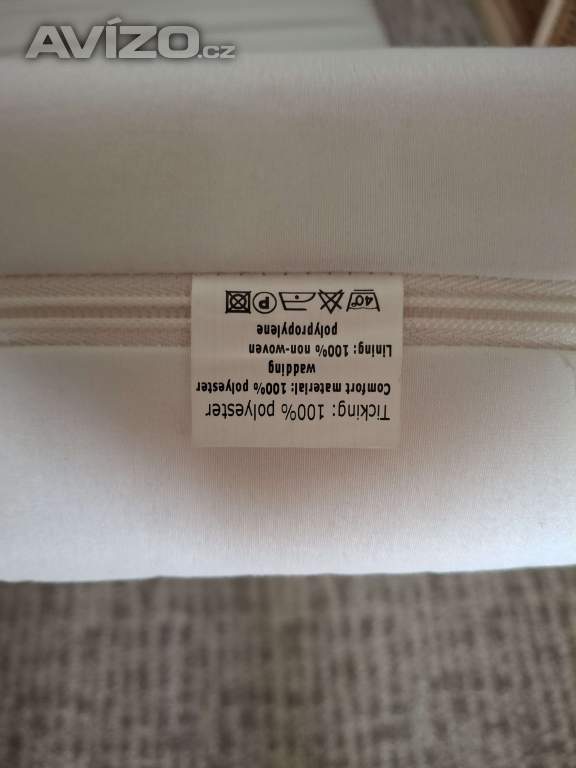 AVÍZO.cz
Ticking: 100% polyester
Comfort material: 100% polyester
wadding
Lining: 100% non-woven
polypropylene
40° P